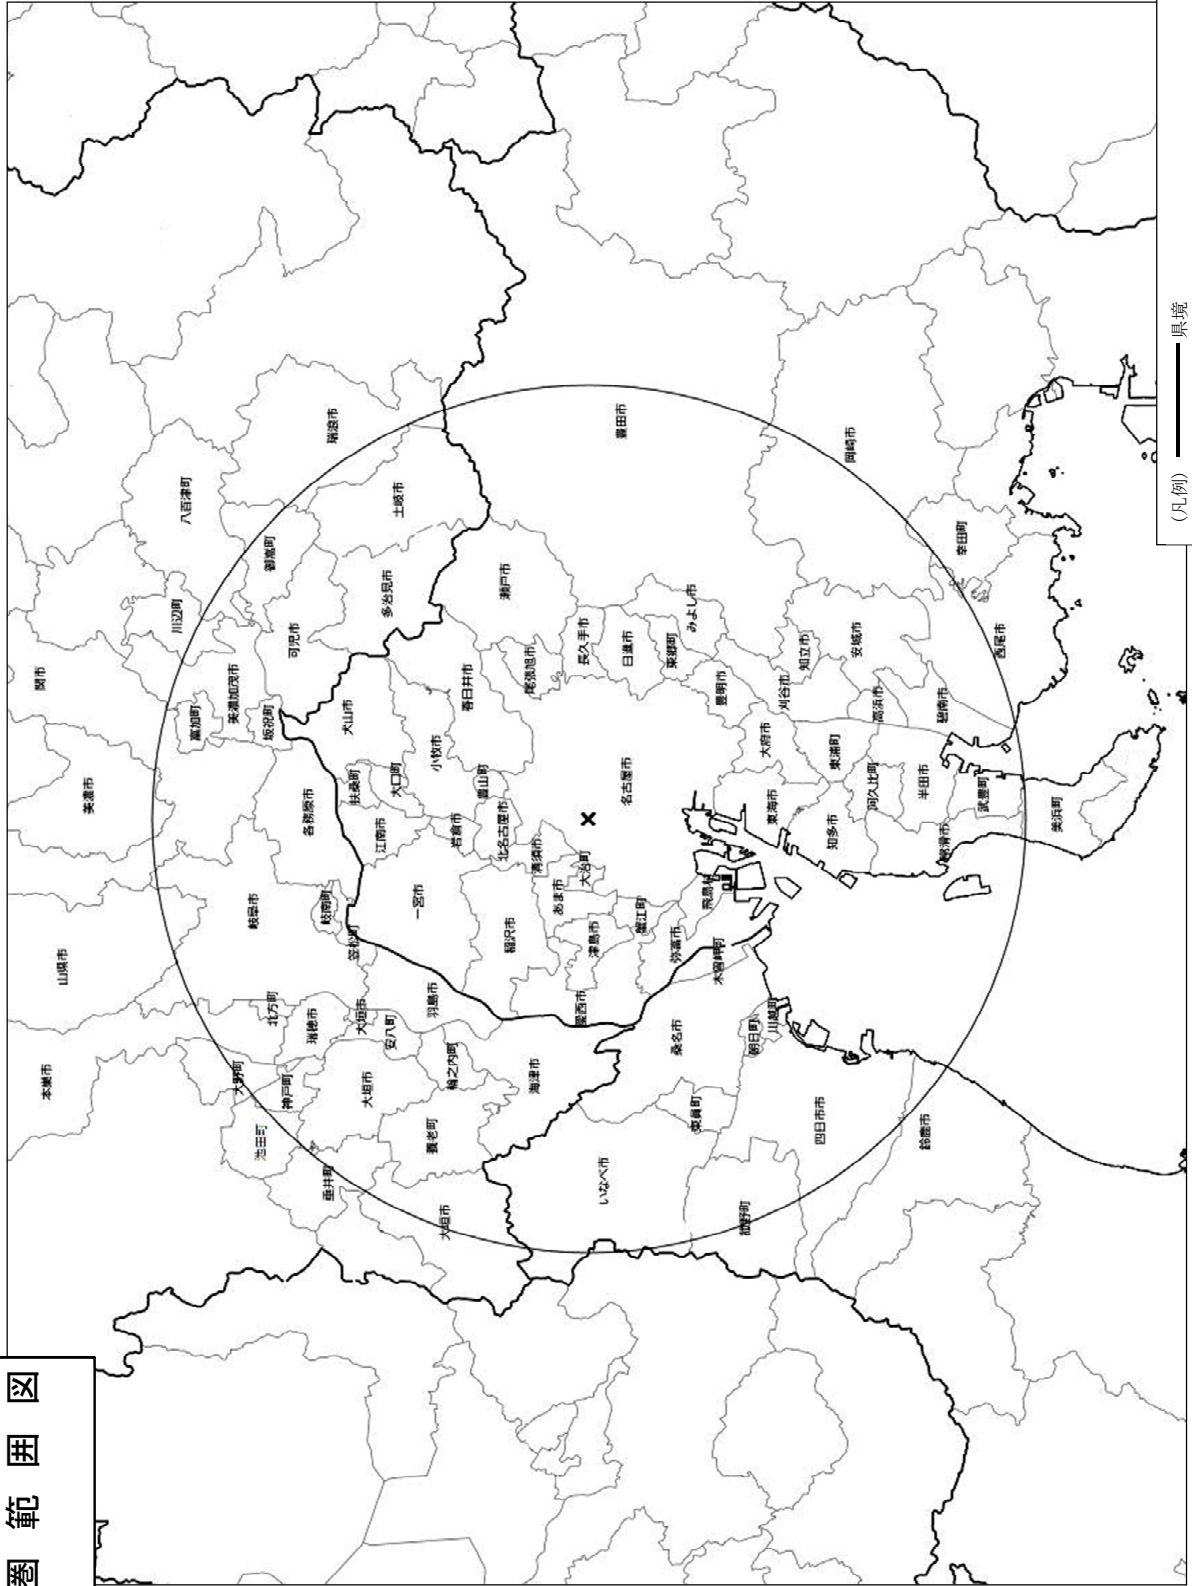 圏 範 囲 図
関市
本巣市
山県市
美濃市
川辺町
八百津町
富加町
美濃加茂市
大野町
岐阜市
池田町
北方町
坂祝町
御嵩町
神戸町
可児市
瑞穂市
各務原市
垂井町
岐南町
瑞浪市
笠松町
扶桑町
犬山市
大垣市
大垣市
江南市
多治見市
安八町
大口町
土岐市
一宮市
養老町
羽島市
小牧市
大垣市
輪之内町
岩倉市
春日井市
豊山町
北名古屋市
瀬戸市
稲沢市
海津市
清須市
尾張旭市
あま市
愛西市
大治町
長久手市
津島市
いなべ市
名古屋市
日進市
豊田市
蟹江町
桑名市
弥富市
東郷町
東員町
みよし市
飛島村
木曽岬町
豊明市
菰野町
朝日町
川越町
東海市
大府市
刈谷市
知立市
四日市市
知多市
東浦町
岡崎市
安城市
阿久比町
高浜市
鈴鹿市
半田市
常滑市
碧南市
幸田町
武豊町
西尾市
美浜町
(凡例) 県境